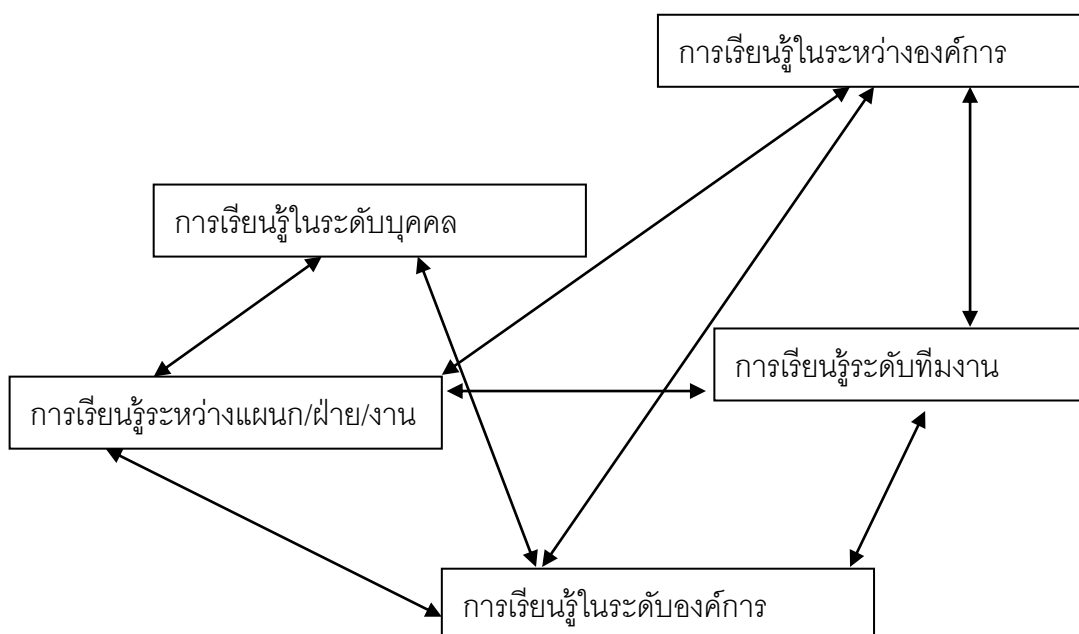 การเรียนรู้ในระหว่างองค์การ
การเรียนรู้ในระดับบุคคล
การเรียนรู้ระดับทีมงาน
การเรียนรู้ระหว่างแผนก/ฝ่าย/งาน
การเรียนรู้ในระดับองค์การ